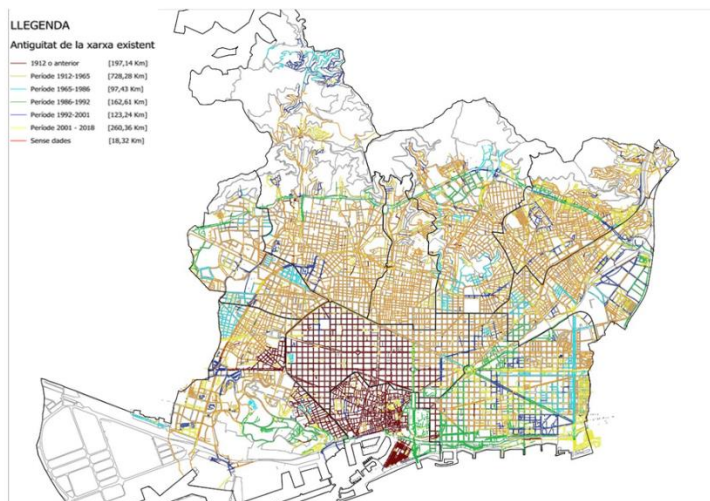 LLEGENDA
Antiguitat de la xarxa existent
1912 o anterior [197,14 Km]
Període 1912-1965 [728,28 Km]
Període 1965-1986 [97,43 Km]
Període 1986-1992 [162,61 Km]
Període 1992-2001 [123,24 Km]
Període 2001 - 2018 [260,36 Km]
Sense dades [18,32 Km]